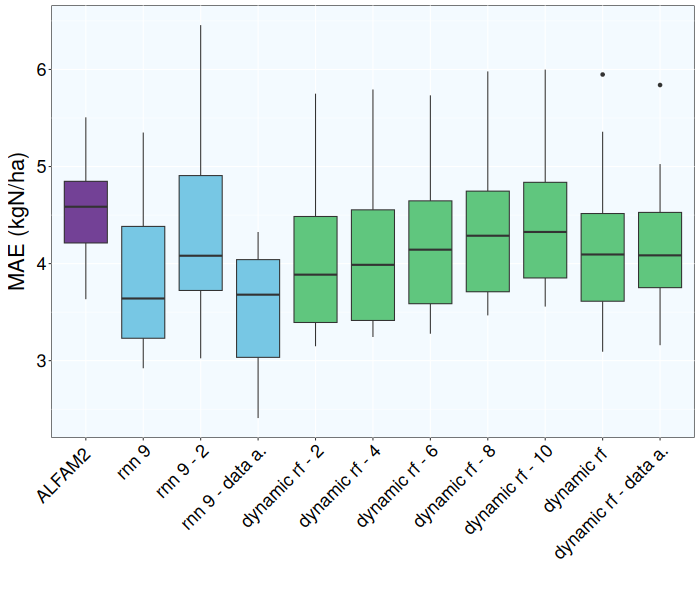 MAE (kgN/ha)
6
5
4
3
ALFAM2
rnn 9
rnn 9 - 2
rnn 9 - data a.
dynamic rf - 2
dynamic rf - 4
dynamic rf - 6
dynamic rf - 8
dynamic rf - 10
dynamic rf
dynamic rf - data a.